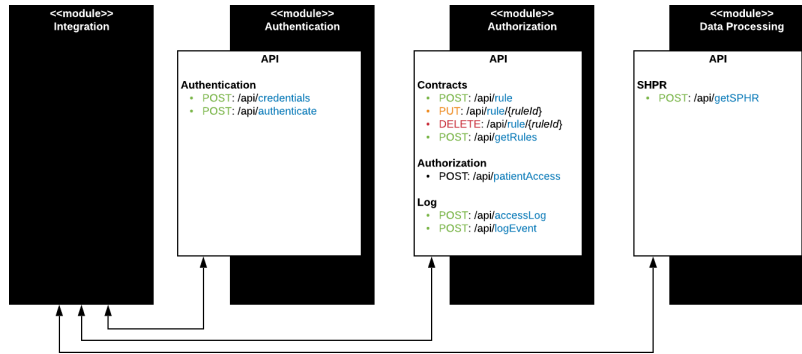 <<module>>
Integration
<<module>>
Authentication
API
Authentication
• POST: /api/credentials
• POST: /api/authenticate
<<module>>
Authorization
API
Contracts
• POST: /api/rule
• PUT: /api/rule/{ruleId}
• DELETE: /api/rule/{ruleId}
• POST: /api/getRules
Authorization
• POST: /api/patientAccess
Log
• POST: /api/accessLog
• POST: /api/logEvent
<<module>>
Data Processing
API
SHPR
• POST: /api/getSPHR